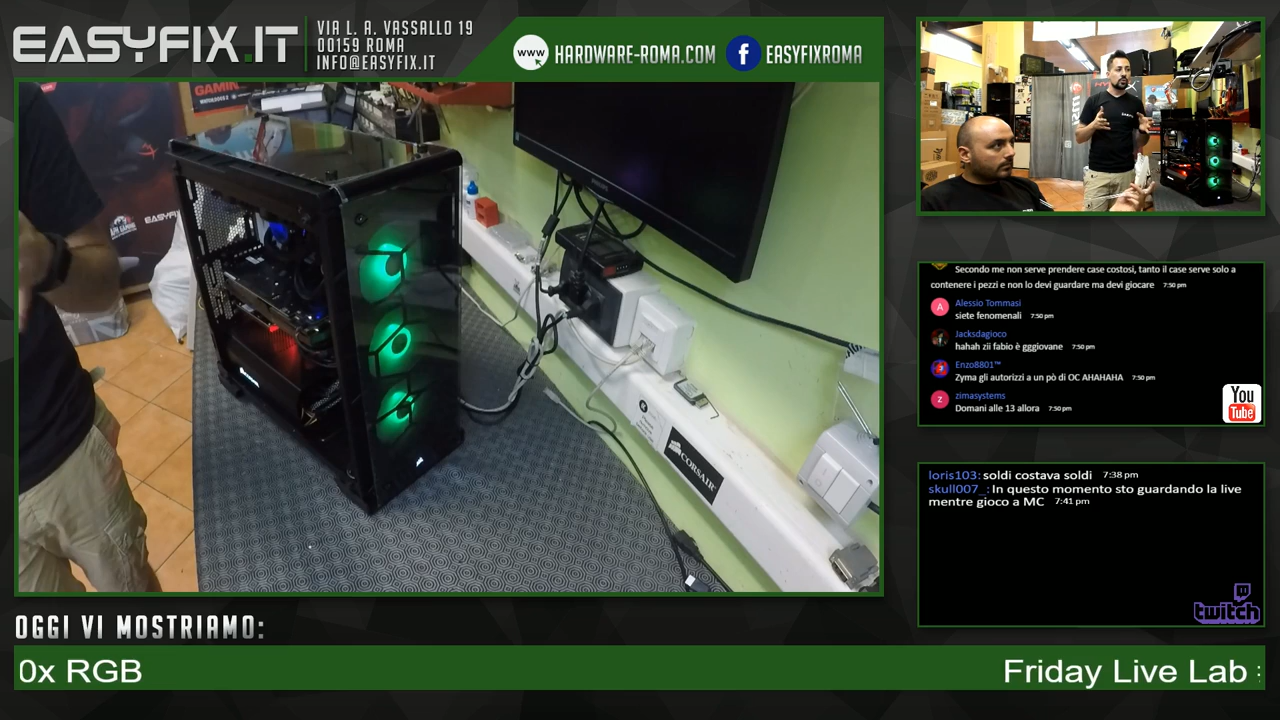 EASYFIX.IT
VIA L. A. VASSALLO 19
00159 ROMA
INFO@EASYFIX.IT
WWW
HARDWARE-ROMA.COM
f
EASYFIXROMA
GAMING
EASYFIX
PHILIPS
CORSAIR
Secondo me non serve prendere case costosi, tanto il case serve solo a
contenere i pezzi e non lo devi guardare ma devi giocare 7:50 pm
A
Alessio Tommasi
siete fenomenali 7:50 pm
Jacksdagioco
hahah zii fabio è gggiovane 7:50 pm
Enzo8801™
Zyma gli autorizzi a un pò di OC AHAHAHA 7:50 pm
z
zimasystems
Domani alle 13 allora 7:50 pm
You
Tube
loris103: soldi costava soldi 7:38 pm
skull007_: In questo momento sto guardando la live
mentre gioco a MC 7:41 pm
twitch
OGGI VI MOSTRIAMO:
0x RGB
Friday Live Lab :